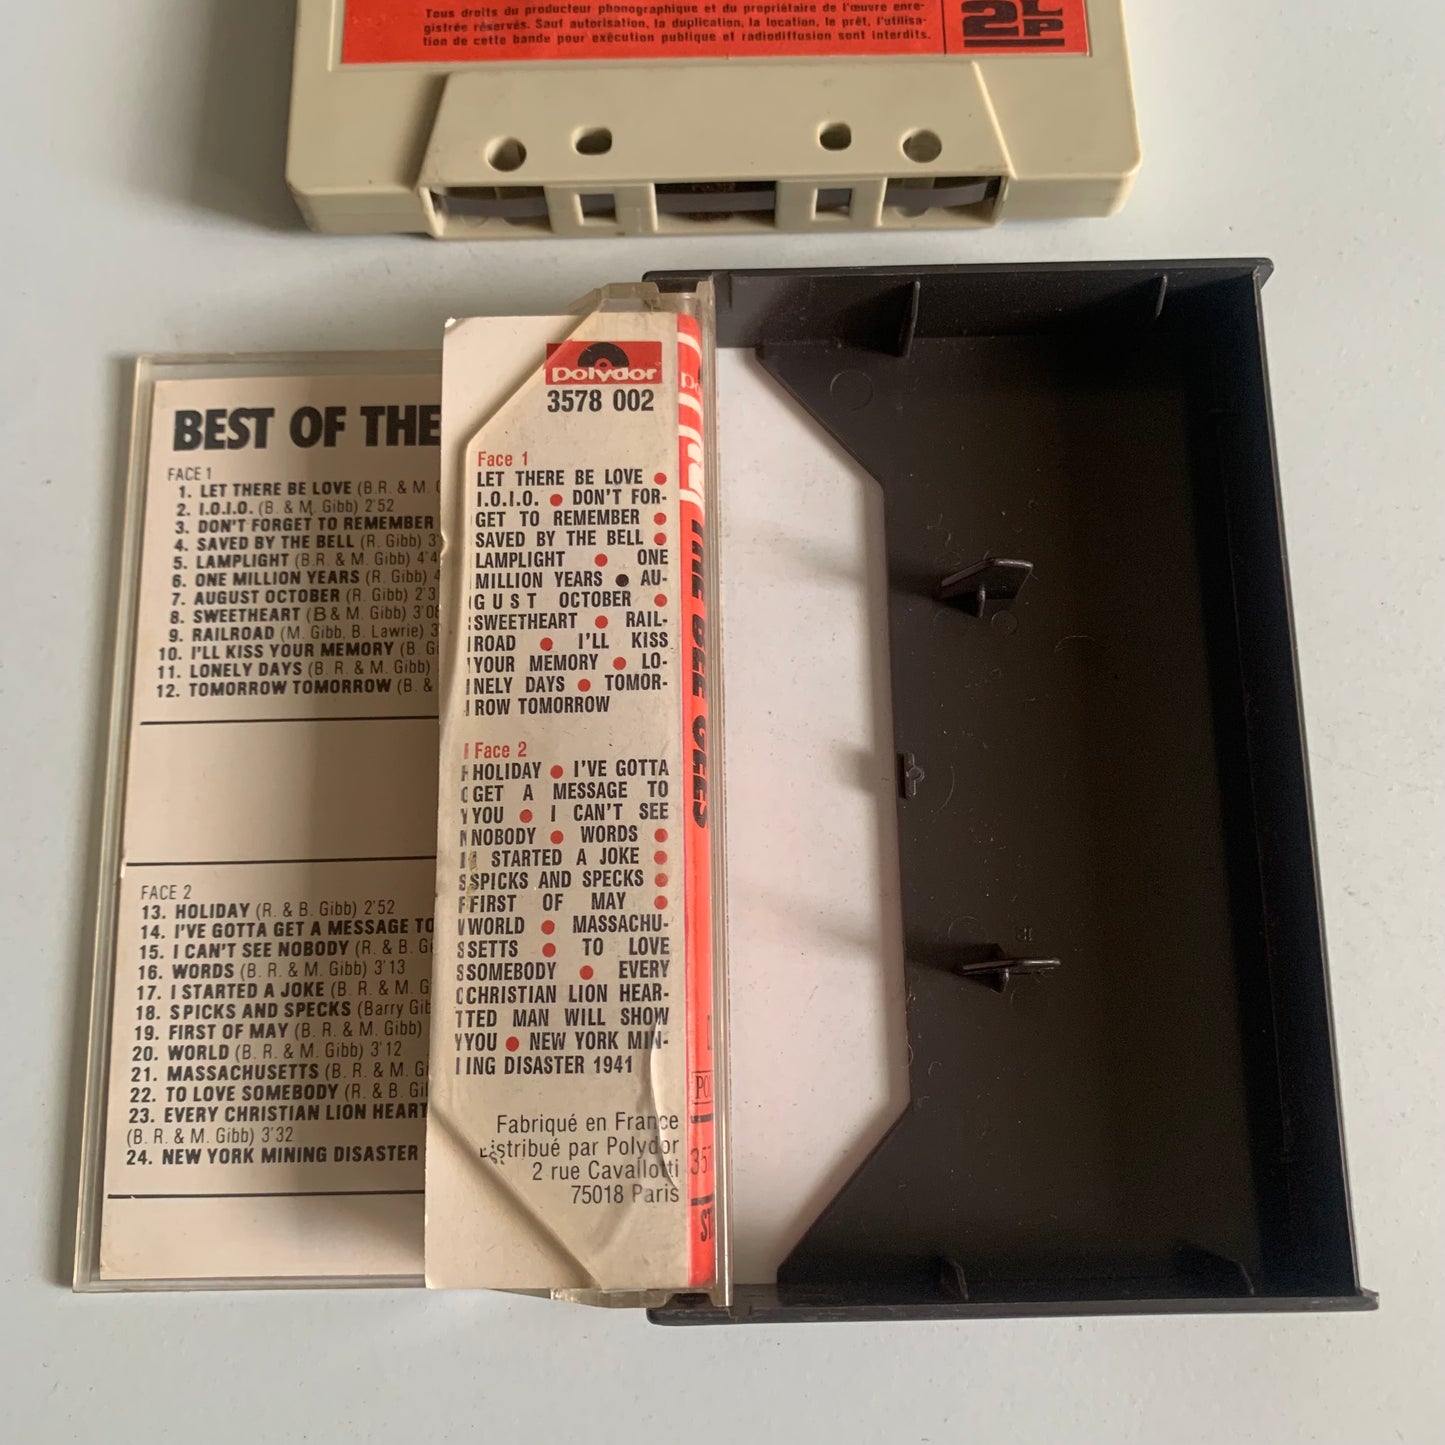 Tous droits du producteur phonographique et du propriétaire de l'œuvre enre-
gistrée réservés. Sauf autorisation, la duplication, la location, le prêt, l'utilisa-
tion de cette bande pour exécution publique et radiodiffusion sont interdits.
2 LP
BEST OF THE
FACE 1
1. LET THERE BE LOVE (B.R. & M.
2. I.O.I.O. (B. & M. Gibb) 2'52
3. DON'T FORGET TO REMEMBER
4. SAVED BY THE BELL (R. Gibb)
5. LAMPLIGHT (B.R. & M. Gibb)
6. ONE MILLION YEARS (R. Gibb)
7. AUGUST OCTOBER (R. Gibb)
8. SWEETHEART (B & M. Gibb)
9. RAILROAD (M. Gibb, B. Lawrie)
10. I'LL KISS YOUR MEMORY (B.
11. LONELY DAYS (B. R. & M. Gibb)
12. TOMORROW TOMORROW (B. &
FACE 2
13. HOLIDAY (R. & B. Gibb) 2'52
14. I'VE GOTTA GET A MESSAGE TO
15. I CAN'T SEE NOBODY (R. & B.
16. WORDS (B. R. & M. Gibb) 3'13
17. I STARTED A JOKE (B. R. & M.
18. SPICKS AND SPECKS (Barry
19. FIRST OF MAY (B. R. & M. Gibb)
20. WORLD (B. R. & M. Gibb) 3'12
21. MASSACHUSETTS (B. R. & M.
22. TO LOVE SOMEBODY (R. & B.
23. EVERY CHRISTIAN LION HEART
(B. R. & M. Gibb) 3'32
24. NEW YORK MINING DISASTER
polydor
3578 002
Face 1
LET THERE BE LOVE ●
I.O.I.O. ● DON'T FOR-
GET TO REMEMBER ●
SAVED BY THE BELL ●
LAMPLIGHT ● ONE
MILLION YEARS ● AU-
GUST OCTOBER ●
SWEETHEART ● RAIL-
ROAD ● I'LL KISS
YOUR MEMORY ● LO-
NELY DAYS ● TOMOR-
ROW TOMORROW
Face 2
HOLIDAY ● I'VE GOTTA
GET A MESSAGE TO
YOU ● I CAN'T SEE
NOBODY ● WORDS ●
I STARTED A JOKE ●
SPICKS AND SPECKS ●
FIRST OF MAY ●
WORLD ● MASSACHU-
SETTS ● TO LOVE
SOMEBODY ● EVERY
CHRISTIAN LION HEAR-
TED MAN WILL SHOW
YOU ● NEW YORK MIN-
ING DISASTER 1941
Fabriqué en France
Distribué par Polydor
2 rue Cavallotti
75018 Paris
THE BEE GEES